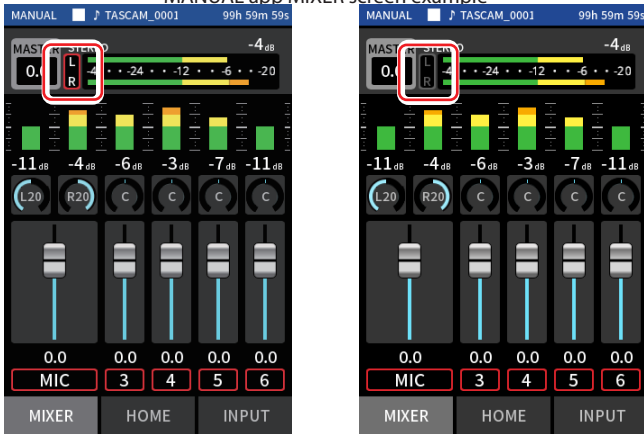 MANUAL app MIXER screen example
MANUAL ♪ TASCAM_0001 99h 59m 59s
MASTER STEREO -4dB
L
R
-24 -12 -6 -20
-11dB -4dB -6dB -3dB -7dB -11dB
L20 R20 C C C C
0.0 0.0 0.0 0.0 0.0
MIC 3 4 5 6
MIXER HOME INPUT
MANUAL ♪ TASCAM_0001 99h 59m 59s
MASTER -4dB
L
R
-24 -12 -6 -20
-11dB -4dB -6dB -3dB -7dB -11dB
L20 R20 C C C C
0.0 0.0 0.0 0.0 0.0
MIC 3 4 5 6
MIXER HOME INPUT